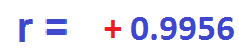 r = + 0.9956